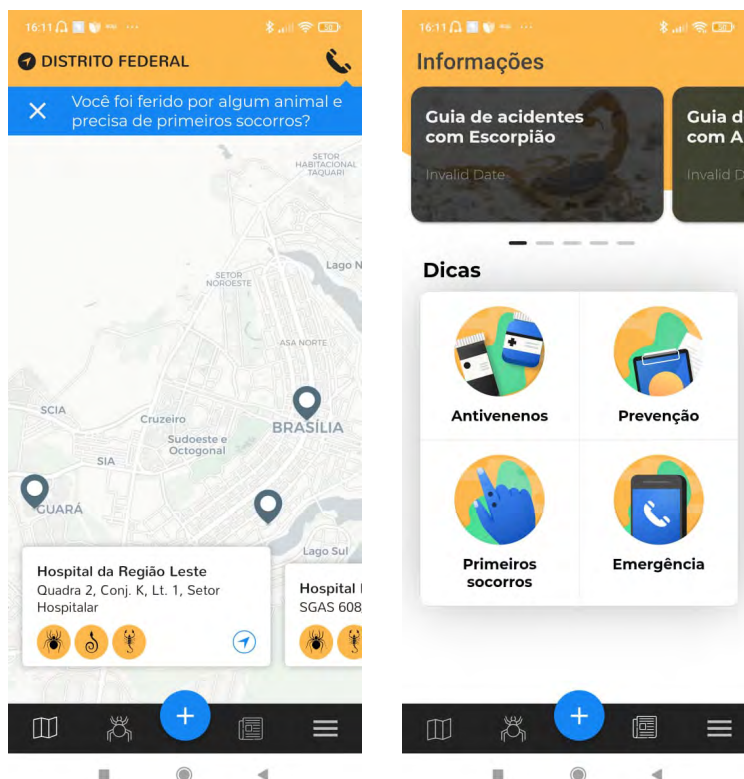 16:11
50
DISTRITO FEDERAL
Você foi ferido por algum animal e
precisa de primeiros socorros?
SETOR
HABITACIONAL
TAQUARI
Lago N
SETOR
NOROESTE
ASA NORTE
SCIA
Cruzeiro
BRASÍLIA
Sudoeste e
Octogonal
SIA
GUARÁ
Lago Sul
Hospital da Região Leste
Quadra 2, Conj. K, Lt. 1, Setor
Hospitalar
Hospital
SGAS 608
16:11
50
Informações
Guia de acidentes
com Escorpião
Invalid Date
Guia d
com A
Invalid D
Dicas
Antivenenos
Prevenção
Primeiros
socorros
Emergência